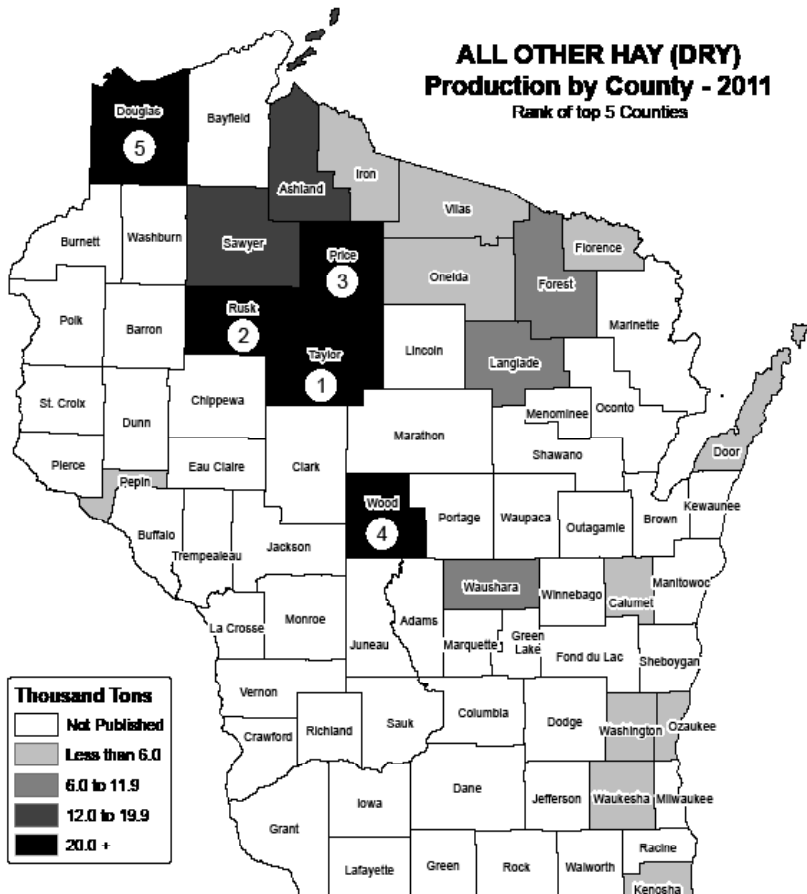 ALL OTHER HAY (DRY)
Production by County - 2011
Rank of top 5 Counties
Douglas
5
Bayfield
Ashland
Iron
Vilas
Burnett
Washburn
Sawyer
Price
3
Oneida
Forest
Florence
Marinette
Polk
Barron
Rusk
2
Taylor
1
Lincoln
Langlade
St. Croix
Dunn
Chippewa
Marathon
Menominee
Oconto
Shawano
Door
Pierce
Pepin
Eau Claire
Clark
Wood
4
Portage
Waupaca
Outagamie
Brown
Kewaunee
Buffalo
Trempealeau
Jackson
Waushara
Winnebago
Calumet
Manitowoc
La Crosse
Monroe
Juneau
Adams
Marquette
Green
Lake
Fond du Lac
Sheboygan
Vernon
Crawford
Richland
Sauk
Columbia
Dodge
Washington
Ozaukee
Grant
Iowa
Dane
Jefferson
Waukesha
Milwaukee
Lafayette
Green
Rock
Walworth
Racine
Kenosha
Thousand Tons
Not Published
Less than 6.0
6.0 to 11.9
12.0 to 19.9
20.0 +